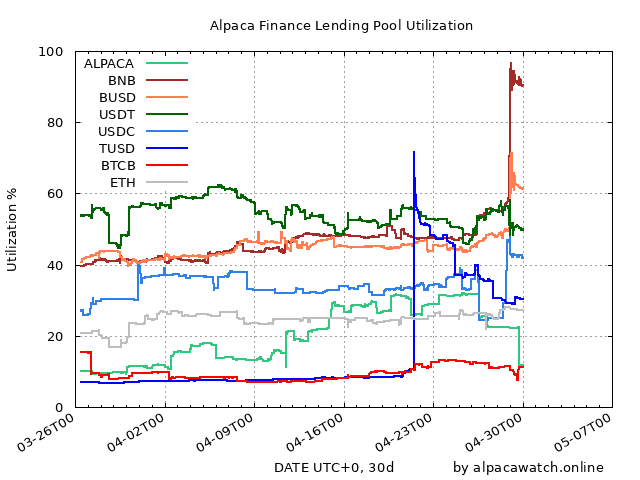 Alpaca Finance Lending Pool Utilization
100
80
60
40
20
0
Utilization %
ALPACA
BNB
BUSD
USDT
USDC
TUSD
BTCB
ETH
03-26T00
04-02T00
04-09T00
04-16T00
04-23T00
04-30T00
05-07T00
DATE UTC+0, 30d
by alpacawatch.online